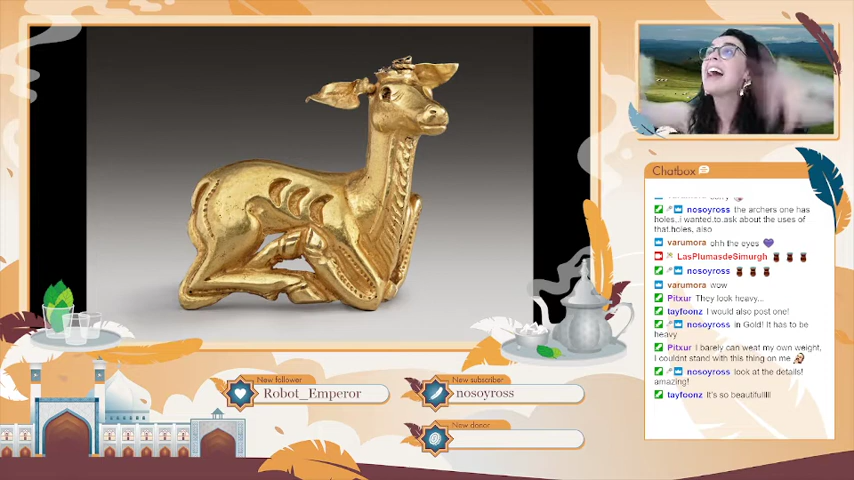 Chatbox
nosoyross the archers one has
holes..i wanted.to.ask about the uses of
that.holes, also
varumora ohh the eyes
LasPlumasdeSimurgh
nosoyross
varumora wow
Pitxur They look heavy...
tayfoonz I would also post one!
nosoyross in Gold! It has to be
heavy
Pitxur I barely can weat my own weight,
I couldnt stand with this thing on me
nosoyross look at the details!
amazing!
tayfoonz It's so beautifullll
New follower
Robot_Emperor
New subscriber
nosoyross
New donor